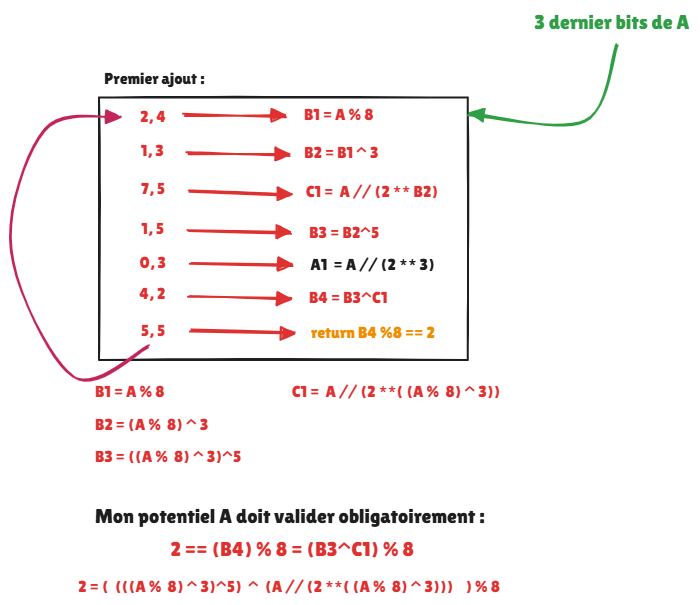 3 dernier bits de A
Premier ajout :
2, 4 B1 = A % 8
1, 3 B2 = B1 ^ 3
7, 5 C1 = A // (2 ** B2)
1, 5 B3 = B2^5
0, 3 A1 = A // (2 ** 3)
4, 2 B4 = B3^C1
5, 5 return B4 %8 == 2
B1 = A % 8 C1 = A // (2 **( (A % 8) ^ 3))
B2 = (A % 8) ^ 3
B3 = ((A % 8) ^ 3)^5
Mon potentiel A doit valider obligatoirement :
2 == (B4) % 8 = (B3^C1) % 8
2 = ( (((A % 8) ^ 3)^5) ^ (A // (2 **( (A % 8) ^ 3))) ) % 8